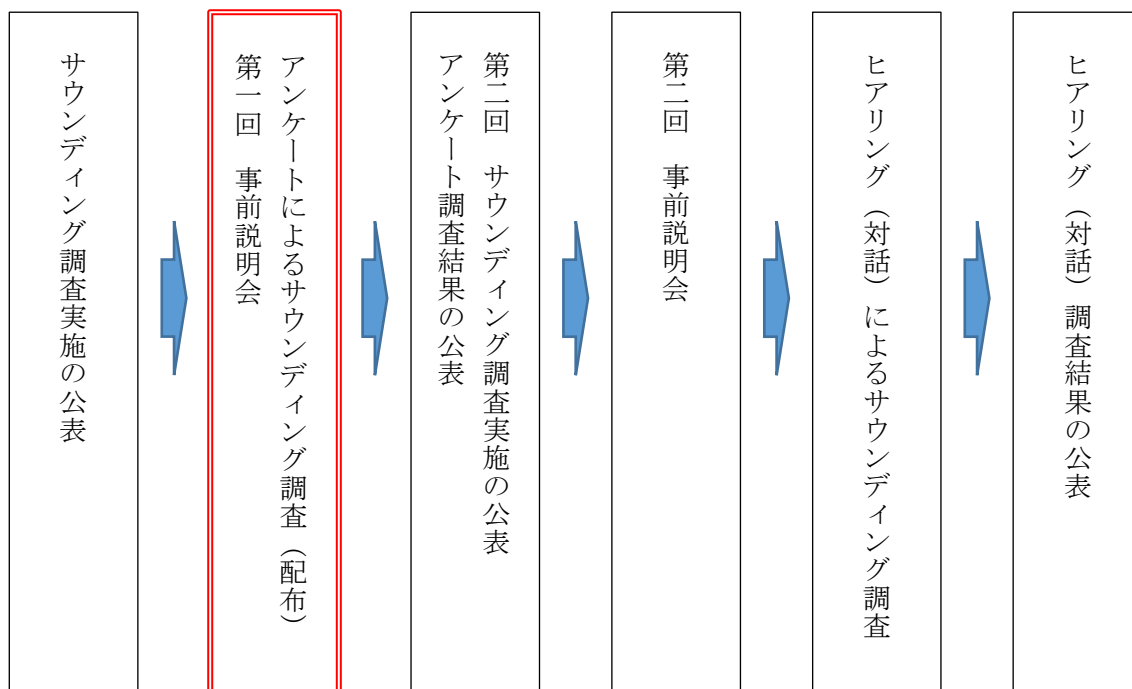 サウンディング調査実施の公表
アンケートによるサウンディング調査（配布）
第一回　事前説明会
第二回　サウンディング調査実施の公表
アンケート調査結果の公表
第二回　事前説明会
ヒアリング（対話）によるサウンディング調査
ヒアリング（対話）調査結果の公表